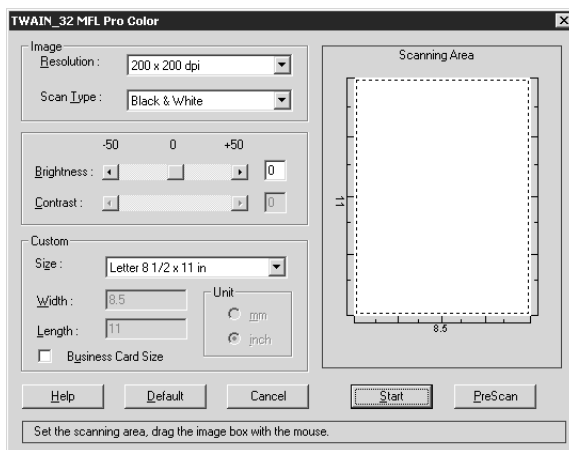 TWAIN_32 MFL Pro Color
Image
Resolution : 200 x 200 dpi
Scan Type : Black & White
-50 0 +50
Brightness : 0
Contrast : 0
Custom
Size : Letter 8 1/2 x 11 in
Width : 8.5
Length : 11
Unit
mm
inch
Business Card Size
Scanning Area
11
8.5
Help Default Cancel Start PreScan
Set the scanning area, drag the image box with the mouse.